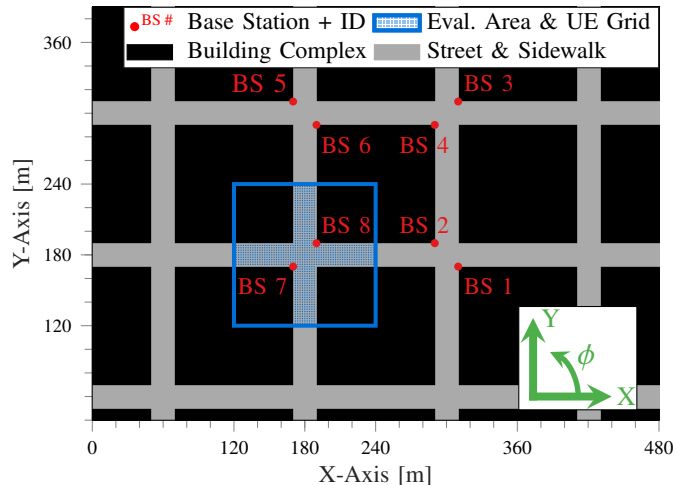 BS # Base Station + ID Eval. Area & UE Grid
Building Complex Street & Sidewalk
360
BS 5 BS 3
BS 6 BS 4
240
BS 8 BS 2
180
BS 7 BS 1
120
Y-Axis [m]
Y
ϕ
X
0 120 180 240 360 480
X-Axis [m]